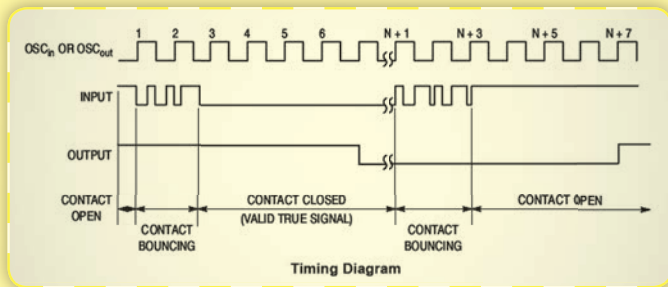 1 2 3 4 5 6 N + 1 N + 3 N + 5 N + 7
OSCin OR OSCout
INPUT
OUTPUT
CONTACT OPEN
CONTACT BOUNCING
CONTACT CLOSED
(VALID TRUE SIGNAL)
CONTACT BOUNCING
CONTACT OPEN
Timing Diagram